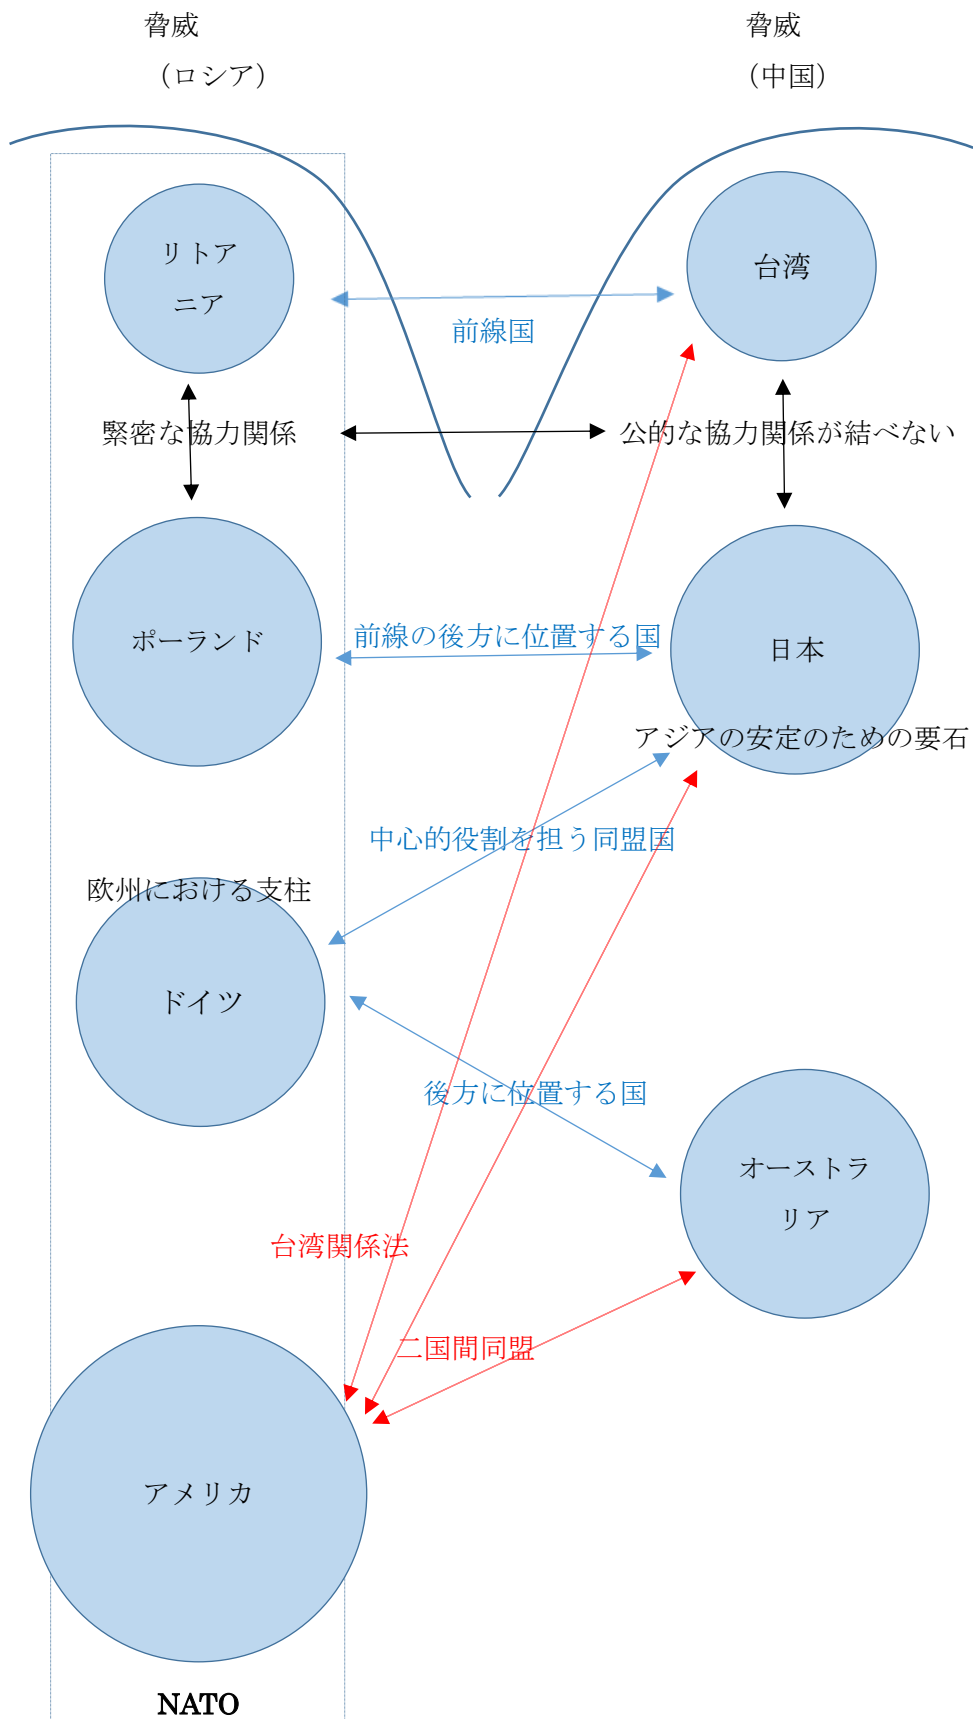 脅威
（ロシア）
脅威
（中国）
リトア
ニア
台湾
前線国
緊密な協力関係
公的な協力関係が結べない
ポーランド
前線の後方に位置する国
日本
アジアの安定のための要石
中心的役割を担う同盟国
欧州における支柱
ドイツ
後方に位置する国
オーストラ
リア
台湾関係法
二国間同盟
アメリカ
NATO